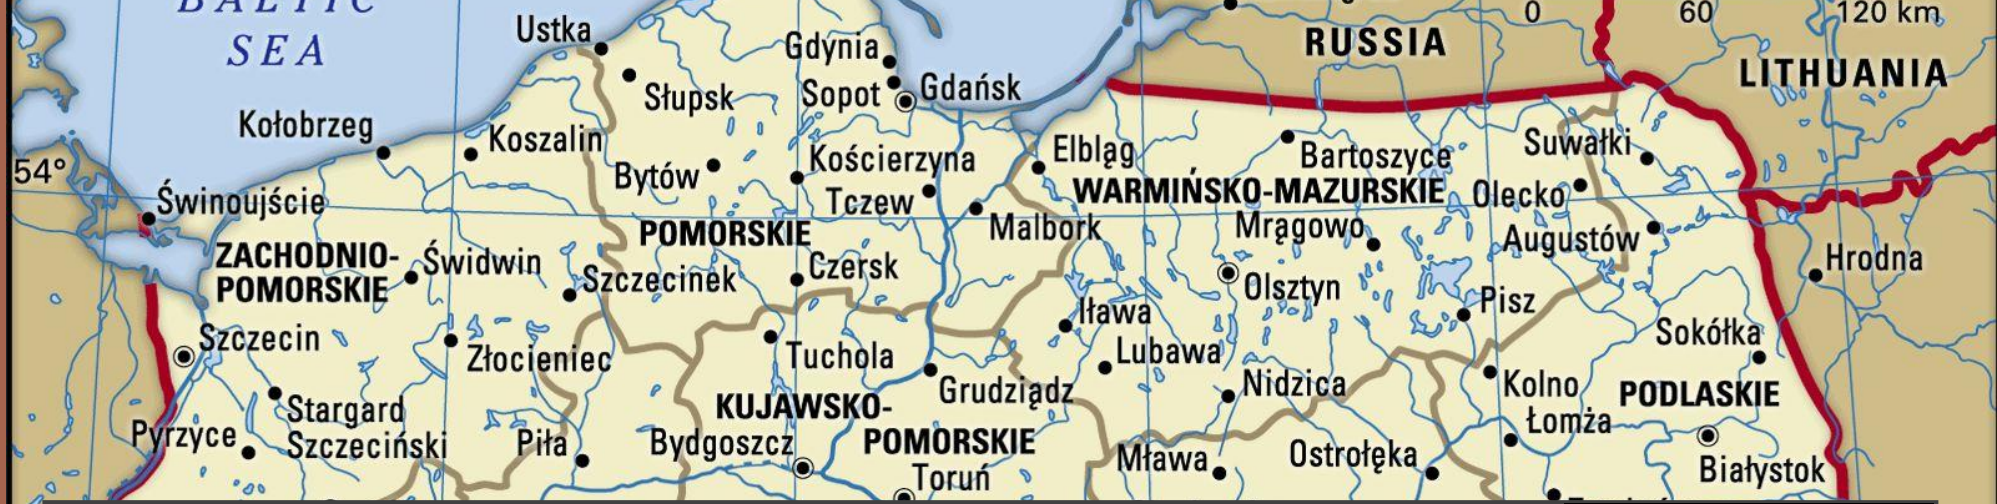 BALTIC
SEA
Ustka
Słupsk
Gdynia
Sopot
Gdańsk
RUSSIA
0 60 120 km
LITHUANIA
Kołobrzeg
Koszalin
Bytów
Kościerzyna
Tczew
Elbląg
Bartoszyce
Suwałki
54°
Świnoujście
WARMIŃSKO-MAZURSKIE
Olecko
Malbork
Mrągowo
Augustów
POMORSKIE
ZACHODNIO-
POMORSKIE
Świdwin
Szczecinek
Czersk
Olsztyn
Hrodna
Pisz
Iława
Szczecin
Złocieniec
Tuchola
Lubawa
Sokółka
Grudziądz
Nidzica
Kolno
PODLASKIE
Stargard
Szczeciński
KUJAWSKO-
POMORSKIE
Łomża
Pyrzyce
Piła
Bydgoszcz
Toruń
Mława
Ostrołęka
Białystok